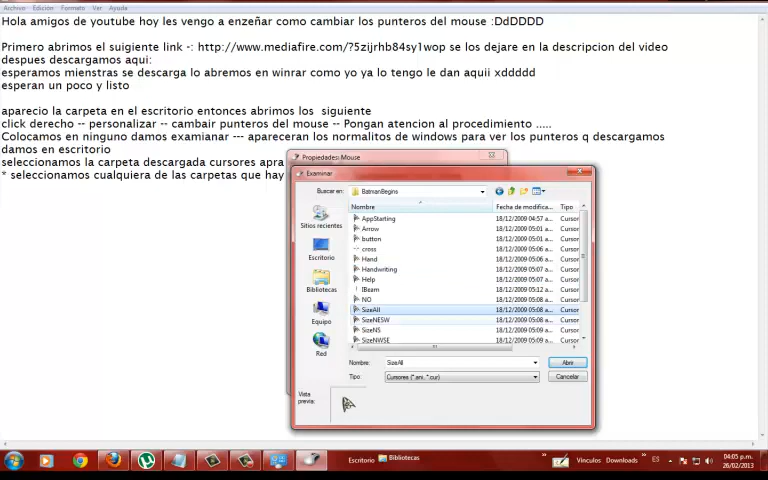 Archivo Edición Formato Ver Ayuda
Hola amigos de youtube hoy les vengo a enzeñar como cambiar los punteros del mouse :DdDDDD
Primero abrimos el suigiente link -: http://www.mediafire.com/?5zijrhb84sy1wop se los dejare en la descripcion del video
despues descargamos aqui:
esperamos mienstras se descarga lo abremos en winrar como yo ya lo tengo le dan aquii xddddd
esperan un poco y listo
aparecio la carpeta en el escritorio entonces abrimos los siguiente
click derecho -- personalizar -- cambair punteros del mouse -- Pongan atencion al procedimiento .....
Colocamos en ninguno damos examianar --- apareceran los normalitos de windows para ver los punteros q descargamos
damos en escritorio
seleccionamos la carpeta descargada cursores apra
* seleccionamos cualquiera de las carpetas que hay
Propiedades: Mouse
Examinar
Buscar en: BatmanBegins
Nombre Fecha de modifica... Tipo
AppStarting 18/12/2009 04:57 a... Cursor
Arrow 18/12/2009 05:01 a... Cursor
button 18/12/2009 05:01 a... Cursor
cross 18/12/2009 05:06 a... Cursor
Hand 18/12/2009 05:06 a... Cursor
Handwriting 18/12/2009 05:07 a... Cursor
Help 18/12/2009 05:07 a... Cursor
IBeam 18/12/2009 05:12 a... Cursor
NO 18/12/2009 05:08 a... Cursor
SizeAll 18/12/2009 05:08 a... Cursor
SizeNESW 18/12/2009 05:08 a... Cursor
SizeNS 18/12/2009 05:09 a... Cursor
SizeNWSE 18/12/2009 05:09 a... Cursor
Sitios recientes
Escritorio
Bibliotecas
Equipo
Red
Nombre: SizeAll Abrir
Tipo: Cursores (*.ani, *.cur) Cancelar
Vista previa:
Escritorio Bibliotecas » Vínculos Downloads » ES 04:05 p.m.
26/02/2013